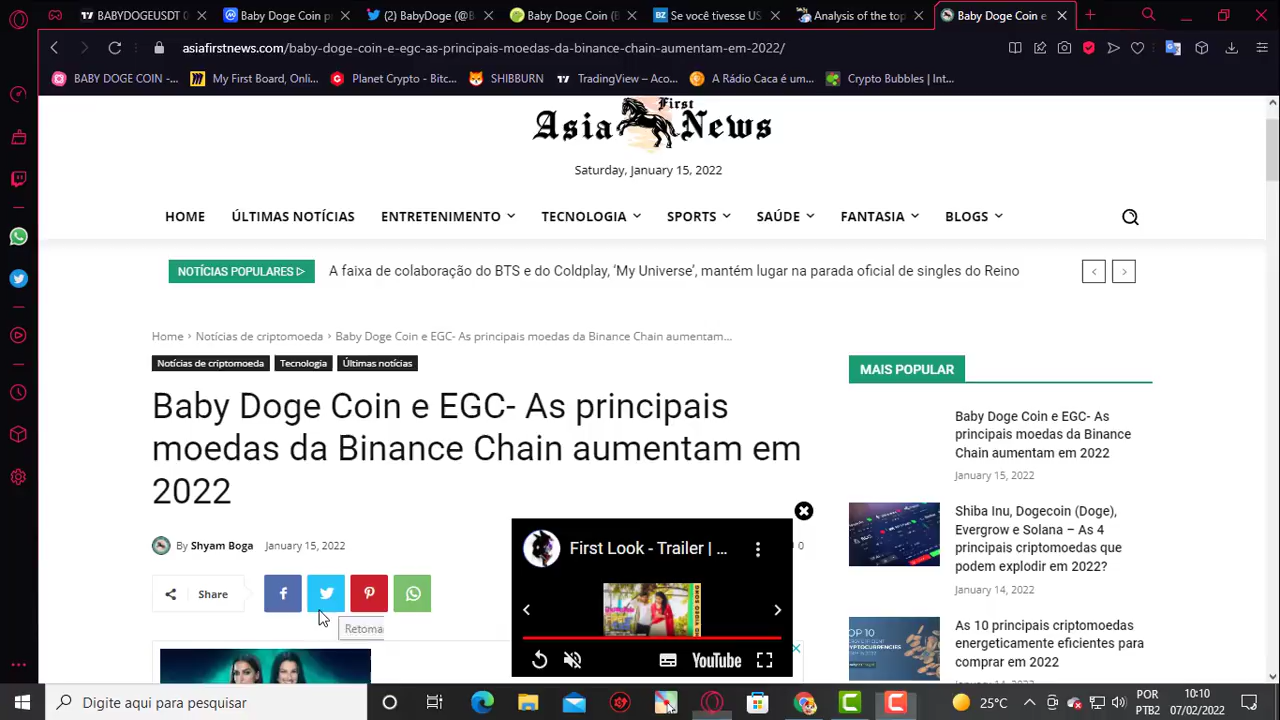 BABYDOGEUSDT 0
Baby Doge Coin p
(2) BabyDoge (@B
Baby Doge Coin (B
Se você tivesse US
Analysis of the top
Baby Doge Coin e
asiafirstnews.com/baby-doge-coin-e-egc-as-principais-moedas-da-binance-chain-aumentam-em-2022/
BABY DOGE COIN -...
My First Board, Onli...
Planet Crypto - Bitc...
SHIBBURN
TradingView – Aco...
A Rádio Caca é um...
Crypto Bubbles | Int...
Asia First News
Saturday, January 15, 2022
HOME
ÚLTIMAS NOTÍCIAS
ENTRETENIMENTO
TECNOLOGIA
SPORTS
SAÚDE
FANTASIA
BLOGS
NOTÍCIAS POPULARES
A faixa de colaboração do BTS e do Coldplay, ‘My Universe’, mantém lugar na parada oficial de singles do Reino
Home › Notícias de criptomoeda › Baby Doge Coin e EGC- As principais moedas da Binance Chain aumentam...
Notícias de criptomoeda
Tecnologia
Últimas notícias
Baby Doge Coin e EGC- As principais
moedas da Binance Chain aumentam em
2022
By Shyam Boga
January 15, 2022
0
Share
Retoma
First Look - Trailer | ...
YouTube
MAIS POPULAR
Baby Doge Coin e EGC- As
principais moedas da Binance
Chain aumentam em 2022
January 15, 2022
Shiba Inu, Dogecoin (Doge),
Evergrow e Solana – As 4
principais criptomoedas que
podem explodir em 2022?
January 14, 2022
TOP 10
As 10 principais criptomoedas
energeticamente eficientes para
comprar em 2022
Digite aqui para pesquisar
25°C
POR
PTB2
10:10
07/02/2022